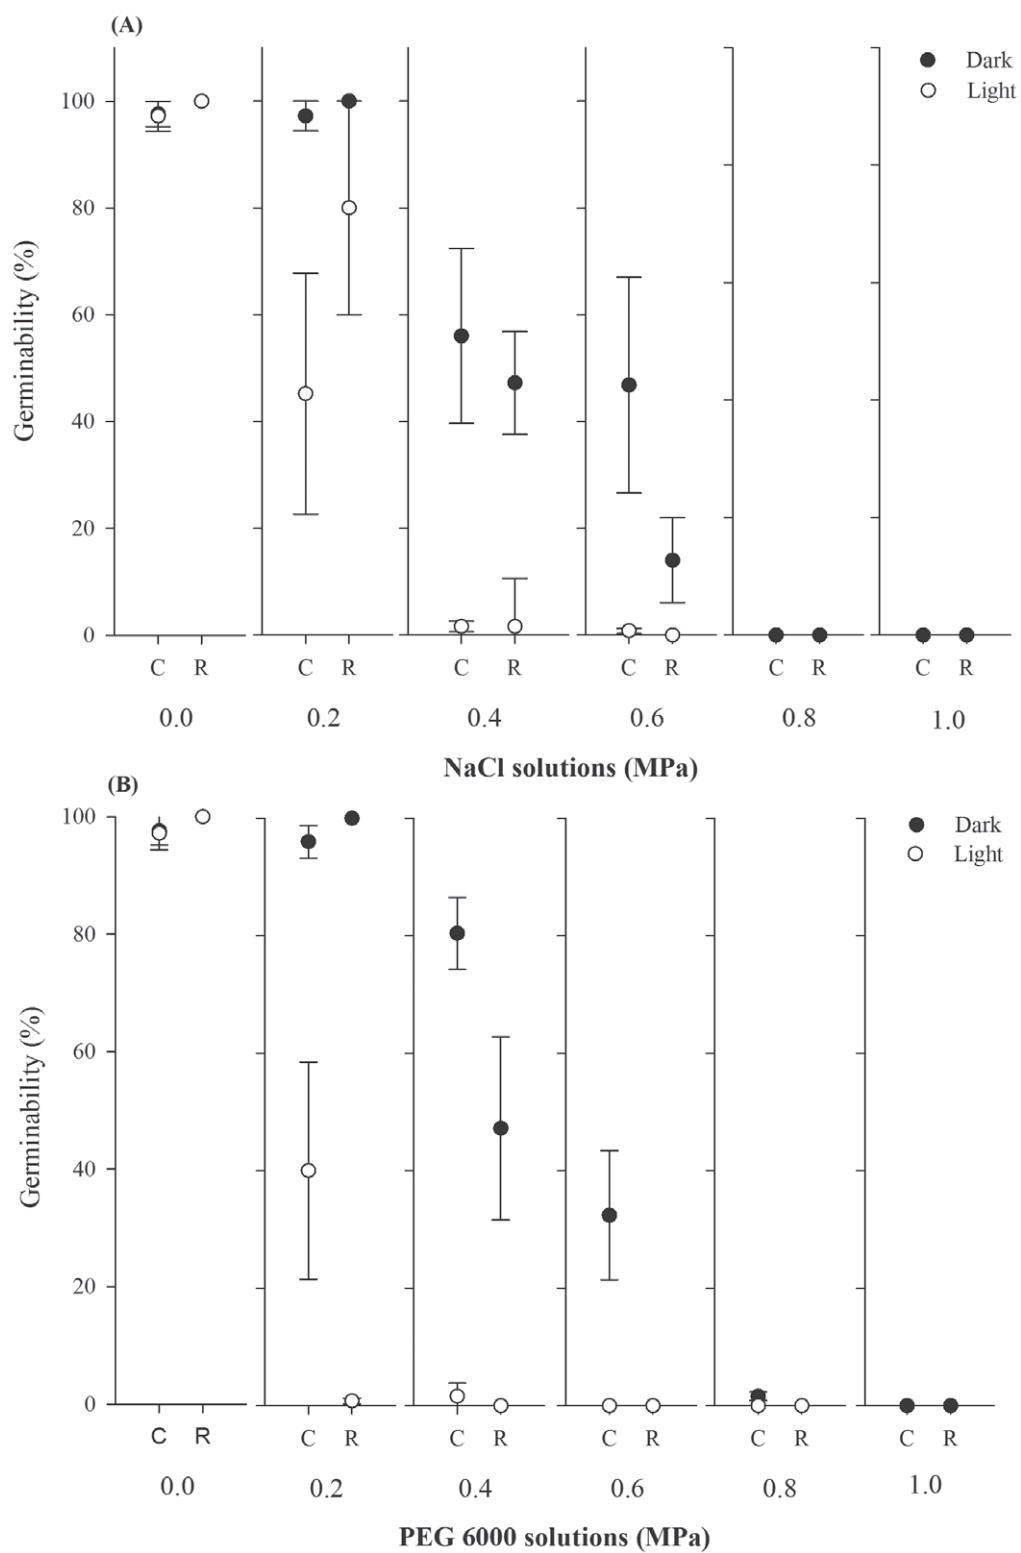 (A)
Dark
Light
100
80
60
40
20
0
Germinability (%)
C R C R C R C R C R C R
0.0 0.2 0.4 0.6 0.8 1.0
NaCl solutions (MPa)
(B)
Dark
Light
100
80
60
40
20
0
Germinability (%)
C R C R C R C R C R C R
0.0 0.2 0.4 0.6 0.8 1.0
PEG 6000 solutions (MPa)